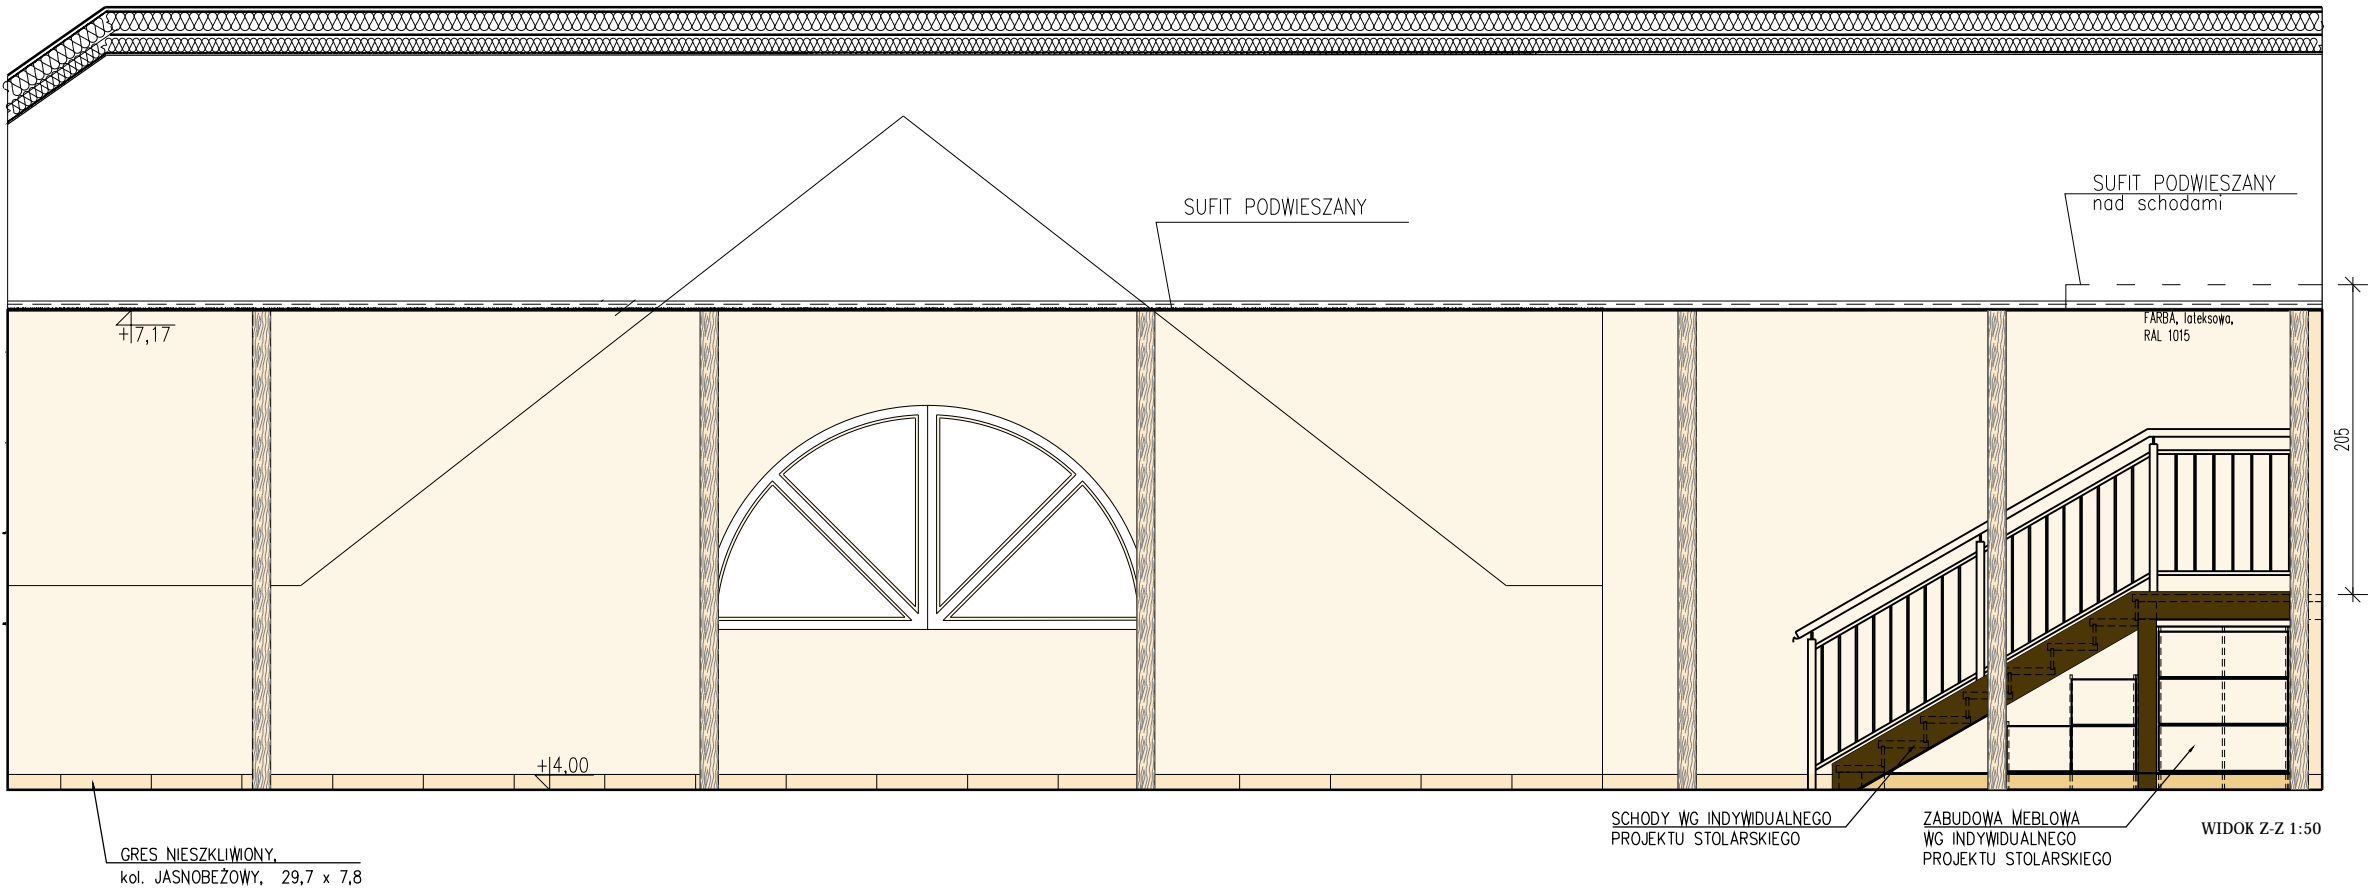 SUFIT PODWIESZANY
nad schodami
SUFIT PODWIESZANY
FARBA, lateksowa,
RAL 1015
+7,17
205
+4,00
SCHODY WG INDYWIDUALNEGO
PROJEKTU STOLARSKIEGO
ZABUDOWA MEBLOWA
WG INDYWIDUALNEGO
PROJEKTU STOLARSKIEGO
WIDOK Z-Z 1:50
GRES NIESZKLIWIONY,
kol. JASNOBEŻOWY, 29,7 x 7,8